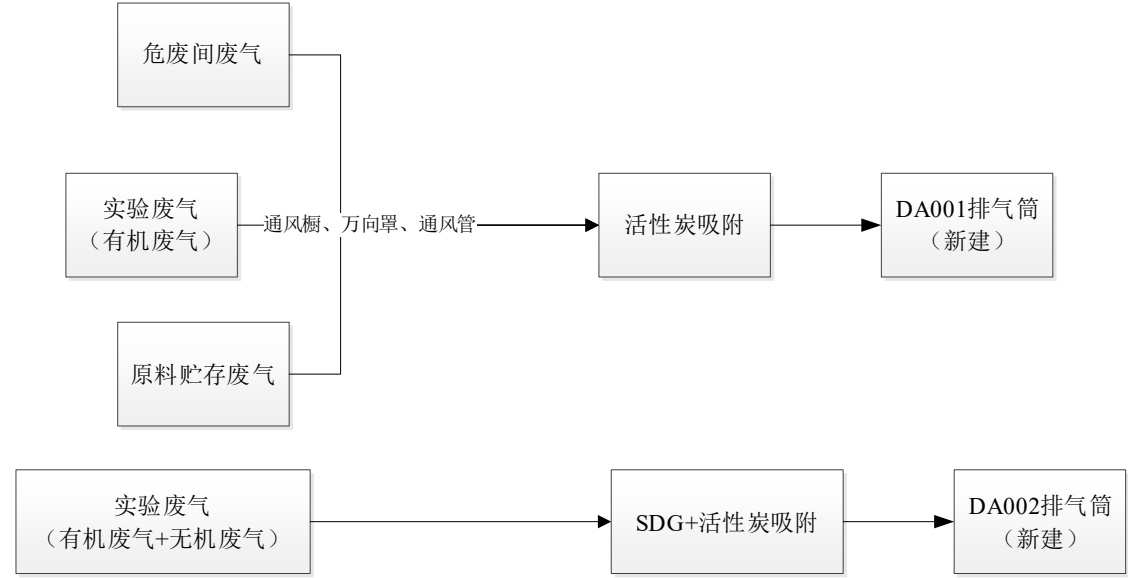 危废间废气
实验废气
（有机废气）
通风橱、万向罩、通风管
活性炭吸附
DA001排气筒
（新建）
原料贮存废气
实验废气
（有机废气+无机废气）
SDG+活性炭吸附
DA002排气筒
（新建）